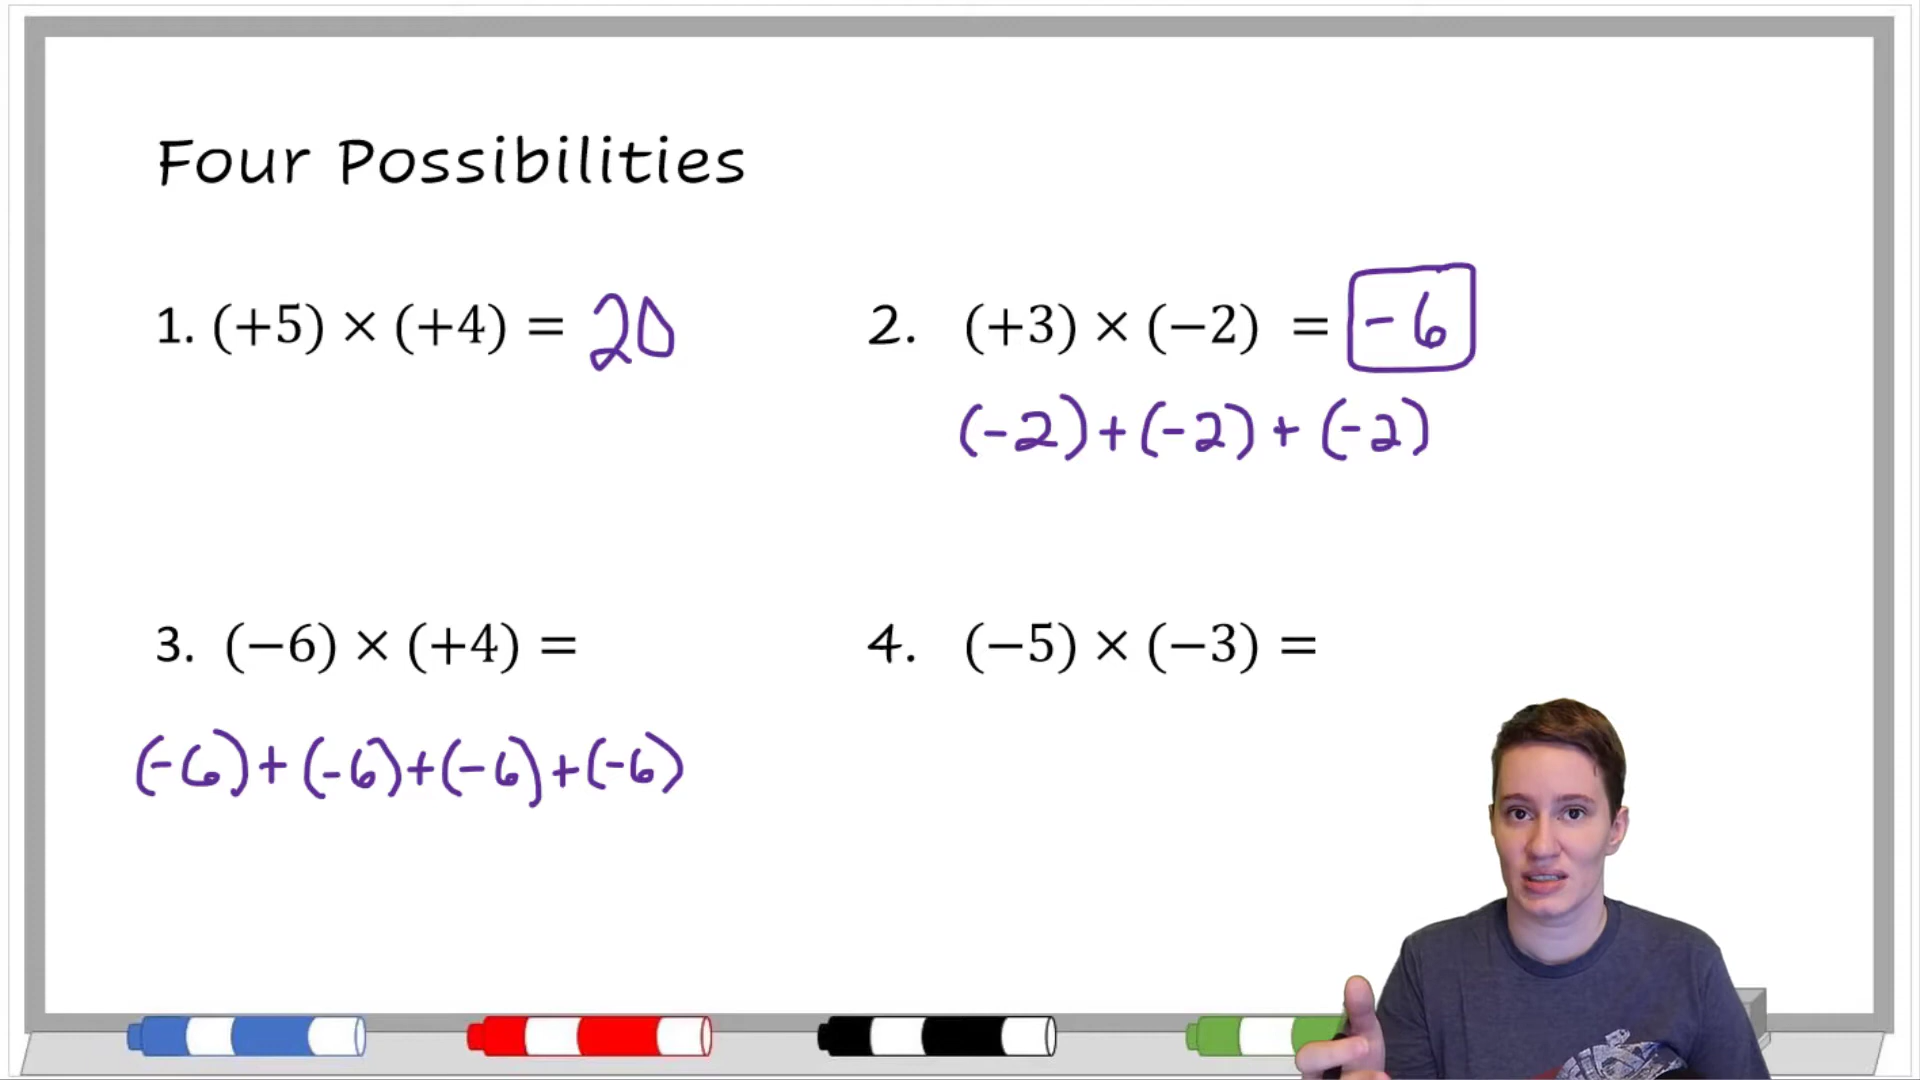 Four Possibilities
1. (+5) × (+4) = 20
2. (+3) × (−2) = -6
(-2)+(-2)+(-2)
3. (−6) × (+4) =
4. (−5) × (−3) =
(-6)+(-6)+(-6)+(-6)